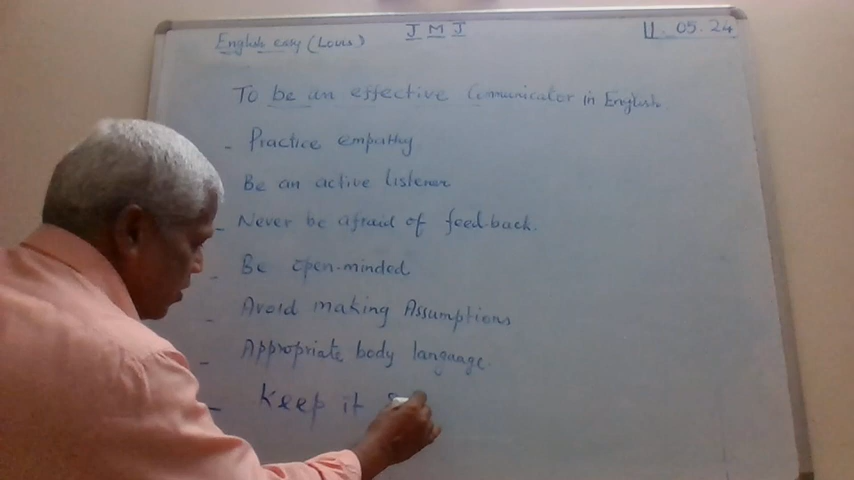 English easy (Louis) J M J 11.05.24
To be an effective Communicator in English
- Practice empathy
Be an active listener
- Never be afraid of feed-back.
- Be open-minded
- Avoid making Assumptions
- Appropriate body language.
- Keep it